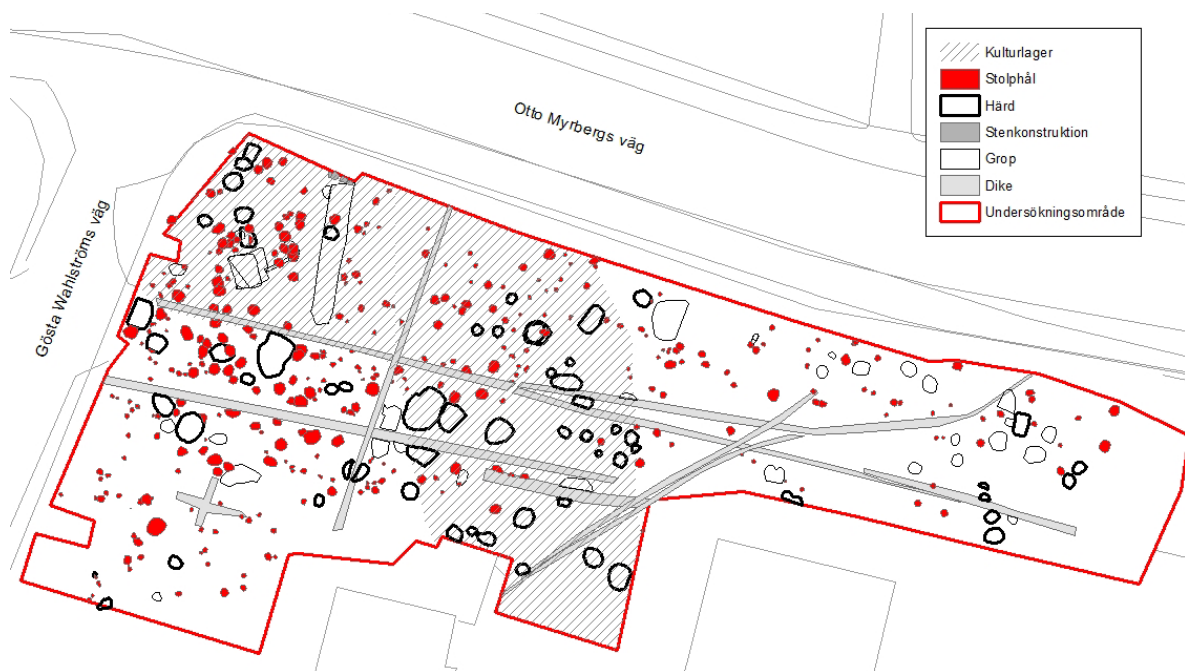 Otto Myrbergs väg
Gösta Wahlströms väg
Kulturlager
Stolphål
Härd
Stenkonstruktion
Grop
Dike
Undersökningsområde